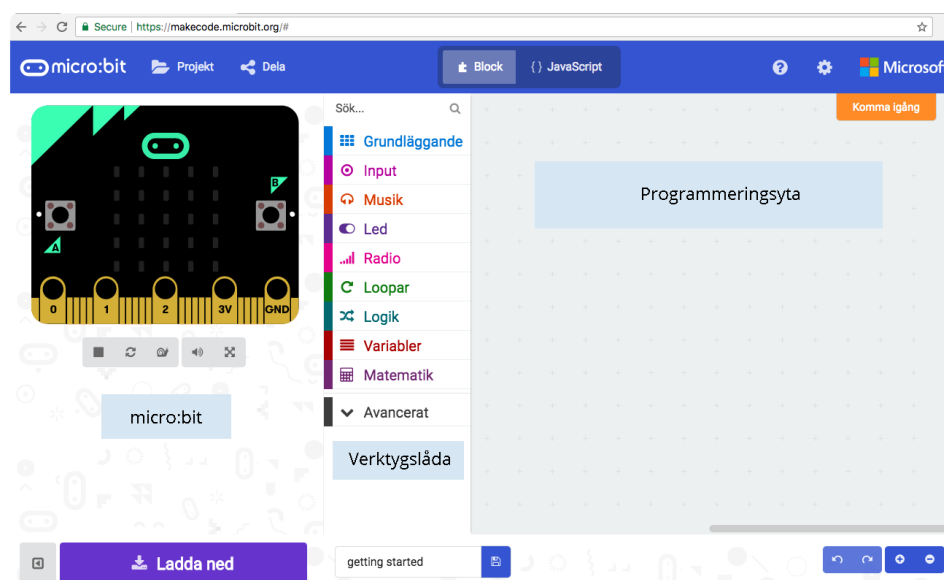 Secure | https://makecode.microbit.org/#
micro:bit Projekt Dela Block {} JavaScript Microsof
Sök...
Komma igång
Grundläggande
Input
Musik
Led
Radio
Loopar
Logik
Variabler
Matematik
Avancerat
Verktygslåda
Programmeringsyta
B
A
0 1 2 3V GND
micro:bit
Ladda ned
getting started